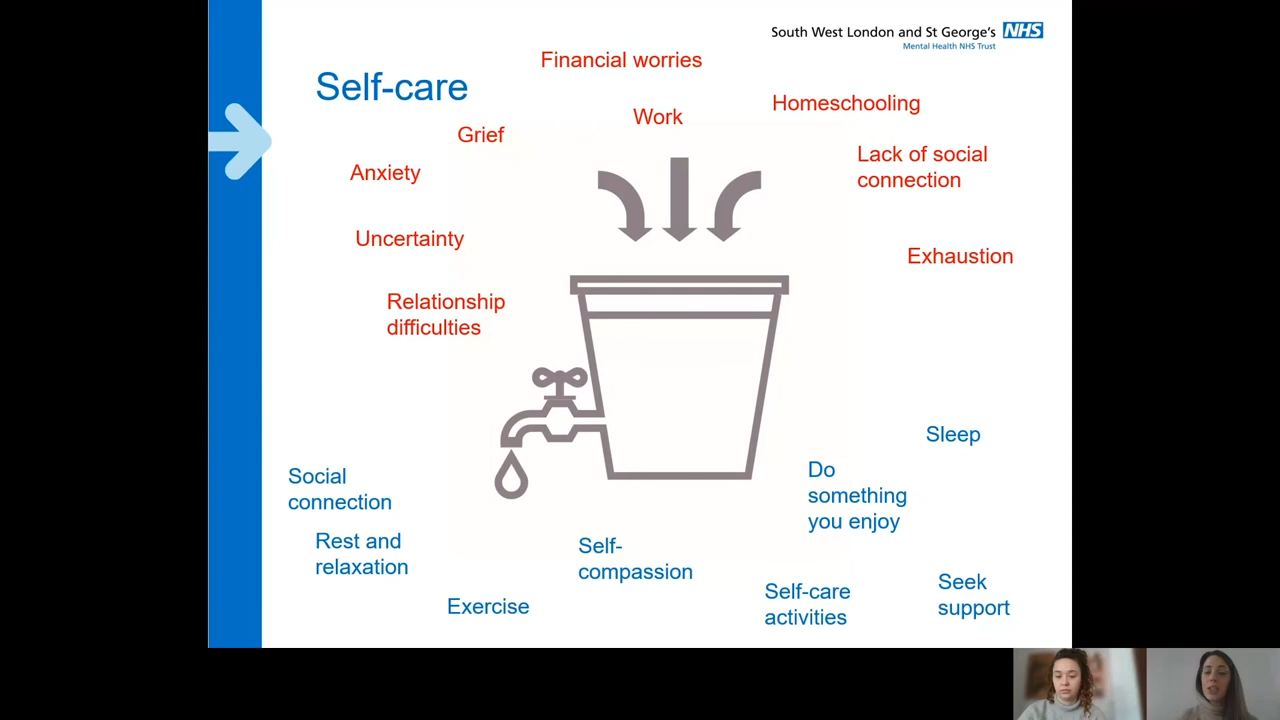 South West London and St George's NHS
Mental Health NHS Trust
Self-care
Financial worries
Work
Homeschooling
Grief
Lack of social
connection
Anxiety
Uncertainty
Exhaustion
Relationship
difficulties
Sleep
Social
connection
Do
something
you enjoy
Rest and
relaxation
Self-
compassion
Exercise
Self-care
activities
Seek
support